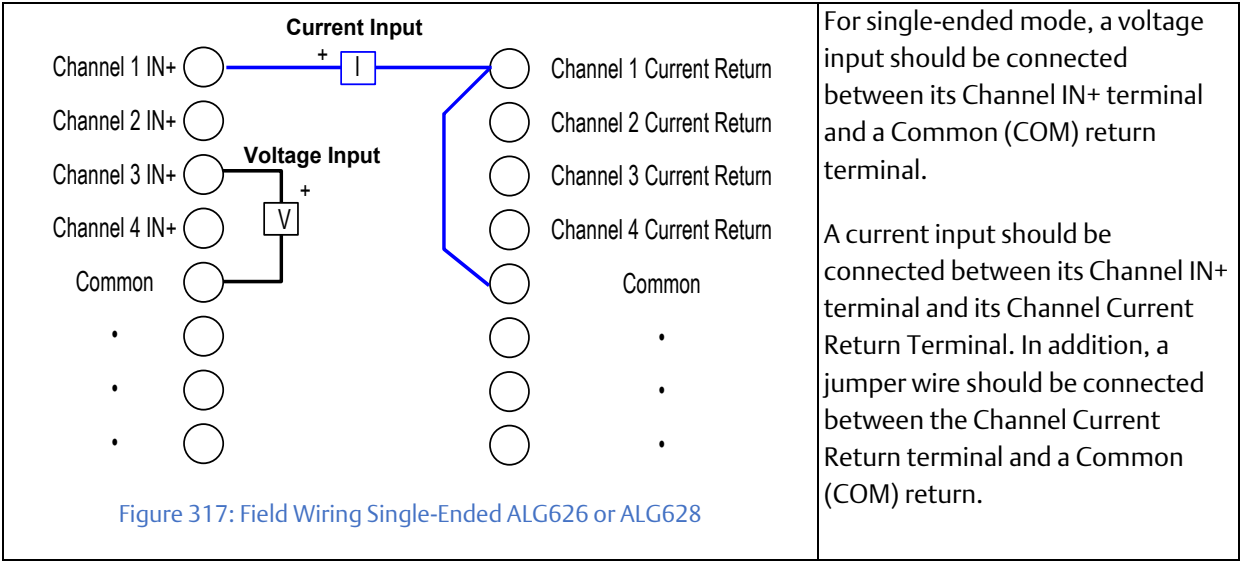 Current Input
+
I
Channel 1 IN+
Channel 1 Current Return
Channel 2 IN+
Channel 2 Current Return
Voltage Input
Channel 3 IN+
Channel 3 Current Return
+
V
Channel 4 IN+
Channel 4 Current Return
Common
Common
Figure 317: Field Wiring Single-Ended ALG626 or ALG628
For single-ended mode, a voltage
input should be connected
between its Channel IN+ terminal
and a Common (COM) return
terminal.
A current input should be
connected between its Channel IN+
terminal and its Channel Current
Return Terminal. In addition, a
jumper wire should be connected
between the Channel Current
Return terminal and a Common
(COM) return.